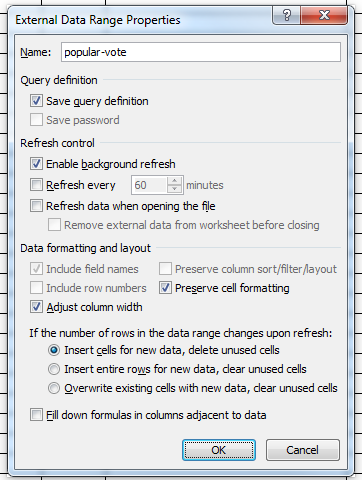 External Data Range Properties
Name: popular-vote
Query definition
Save query definition
Save password
Refresh control
Enable background refresh
Refresh every 60 minutes
Refresh data when opening the file
Remove external data from worksheet before closing
Data formatting and layout
Include field names Preserve column sort/filter/layout
Include row numbers Preserve cell formatting
Adjust column width
If the number of rows in the data range changes upon refresh:
Insert cells for new data, delete unused cells
Insert entire rows for new data, clear unused cells
Overwrite existing cells with new data, clear unused cells
Fill down formulas in columns adjacent to data
OK Cancel